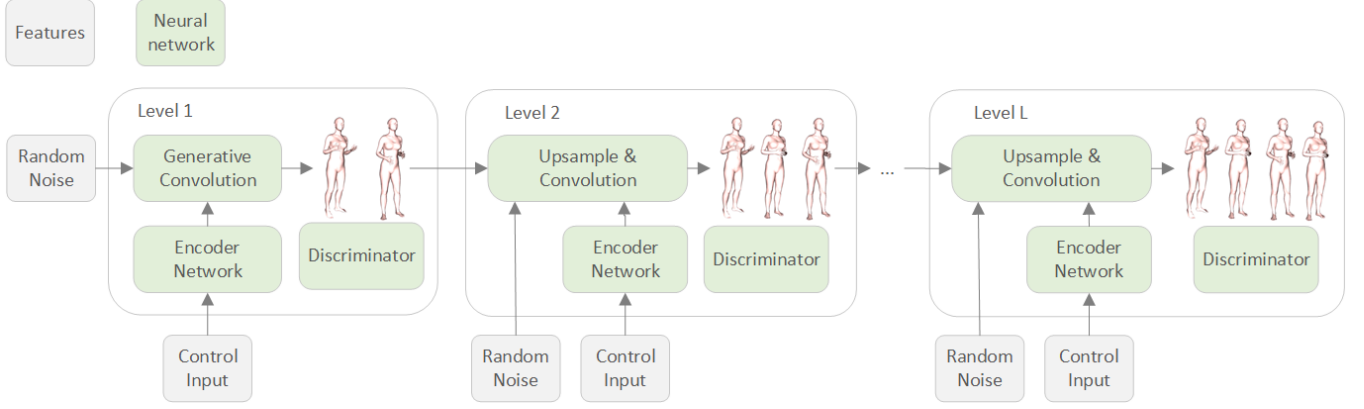 Features
Neural
network
Level 1
Level 2
Level L
Random
Noise
Generative
Convolution
Upsample &
Convolution
...
Upsample &
Convolution
Encoder
Network
Discriminator
Encoder
Network
Discriminator
Encoder
Network
Discriminator
Control
Input
Random
Noise
Control
Input
Random
Noise
Control
Input